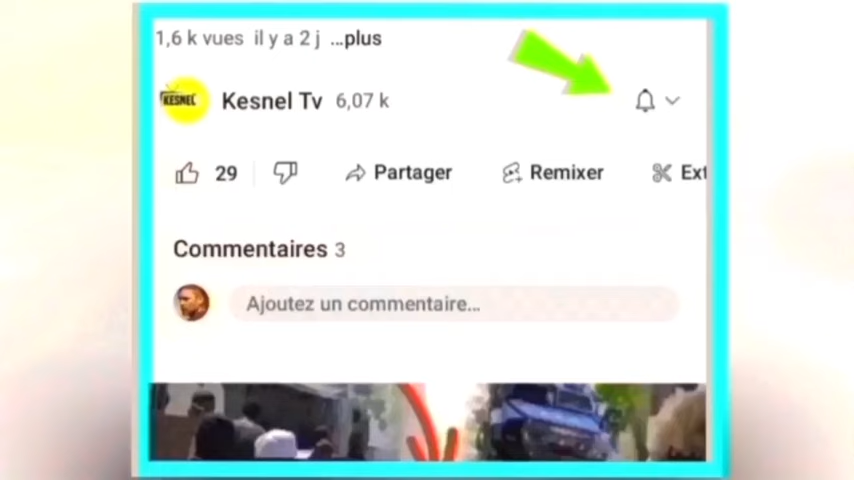 1,6 k vues il y a 2 j ...plus
KESNEL Kesnel Tv 6,07 k
29 Partager Remixer Ext
Commentaires 3
Ajoutez un commentaire...